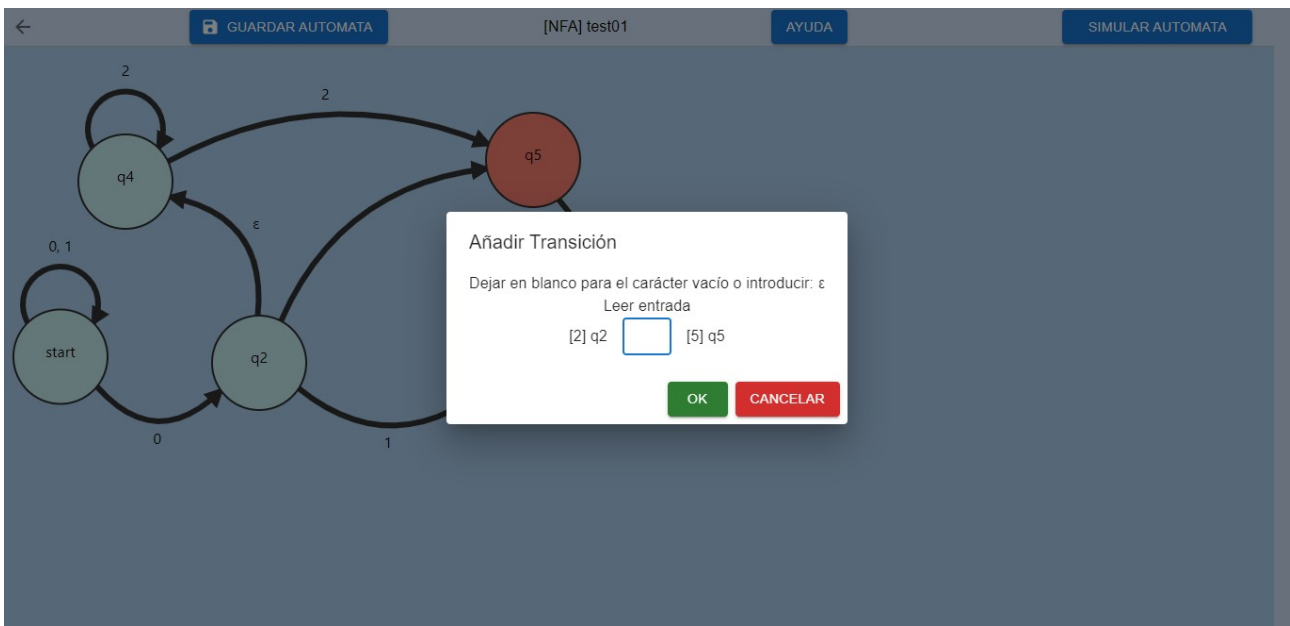 GUARDAR AUTOMATA
[NFA] test01
AYUDA
SIMULAR AUTOMATA
2
2
q5
q4
ε
0, 1
start
q2
0
1
Añadir Transición
Dejar en blanco para el carácter vacío o introducir: ε
Leer entrada
[2] q2 [5] q5
OK CANCELAR